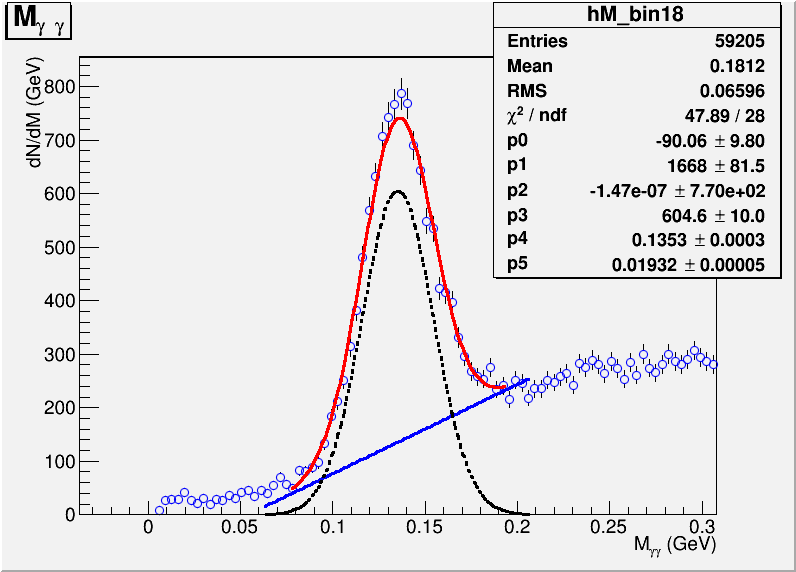 M γ γ
hM_bin18
Entries 59205
Mean 0.1812
RMS 0.06596
χ² / ndf 47.89 / 28
p0 -90.06 ± 9.80
p1 1668 ± 81.5
p2 -1.47e-07 ± 7.70e+02
p3 604.6 ± 10.0
p4 0.1353 ± 0.0003
p5 0.01932 ± 0.00005
dN/dM (GeV)
800
700
600
500
400
300
200
100
0
0 0.05 0.1 0.15 0.2 0.25 0.3
M γγ (GeV)